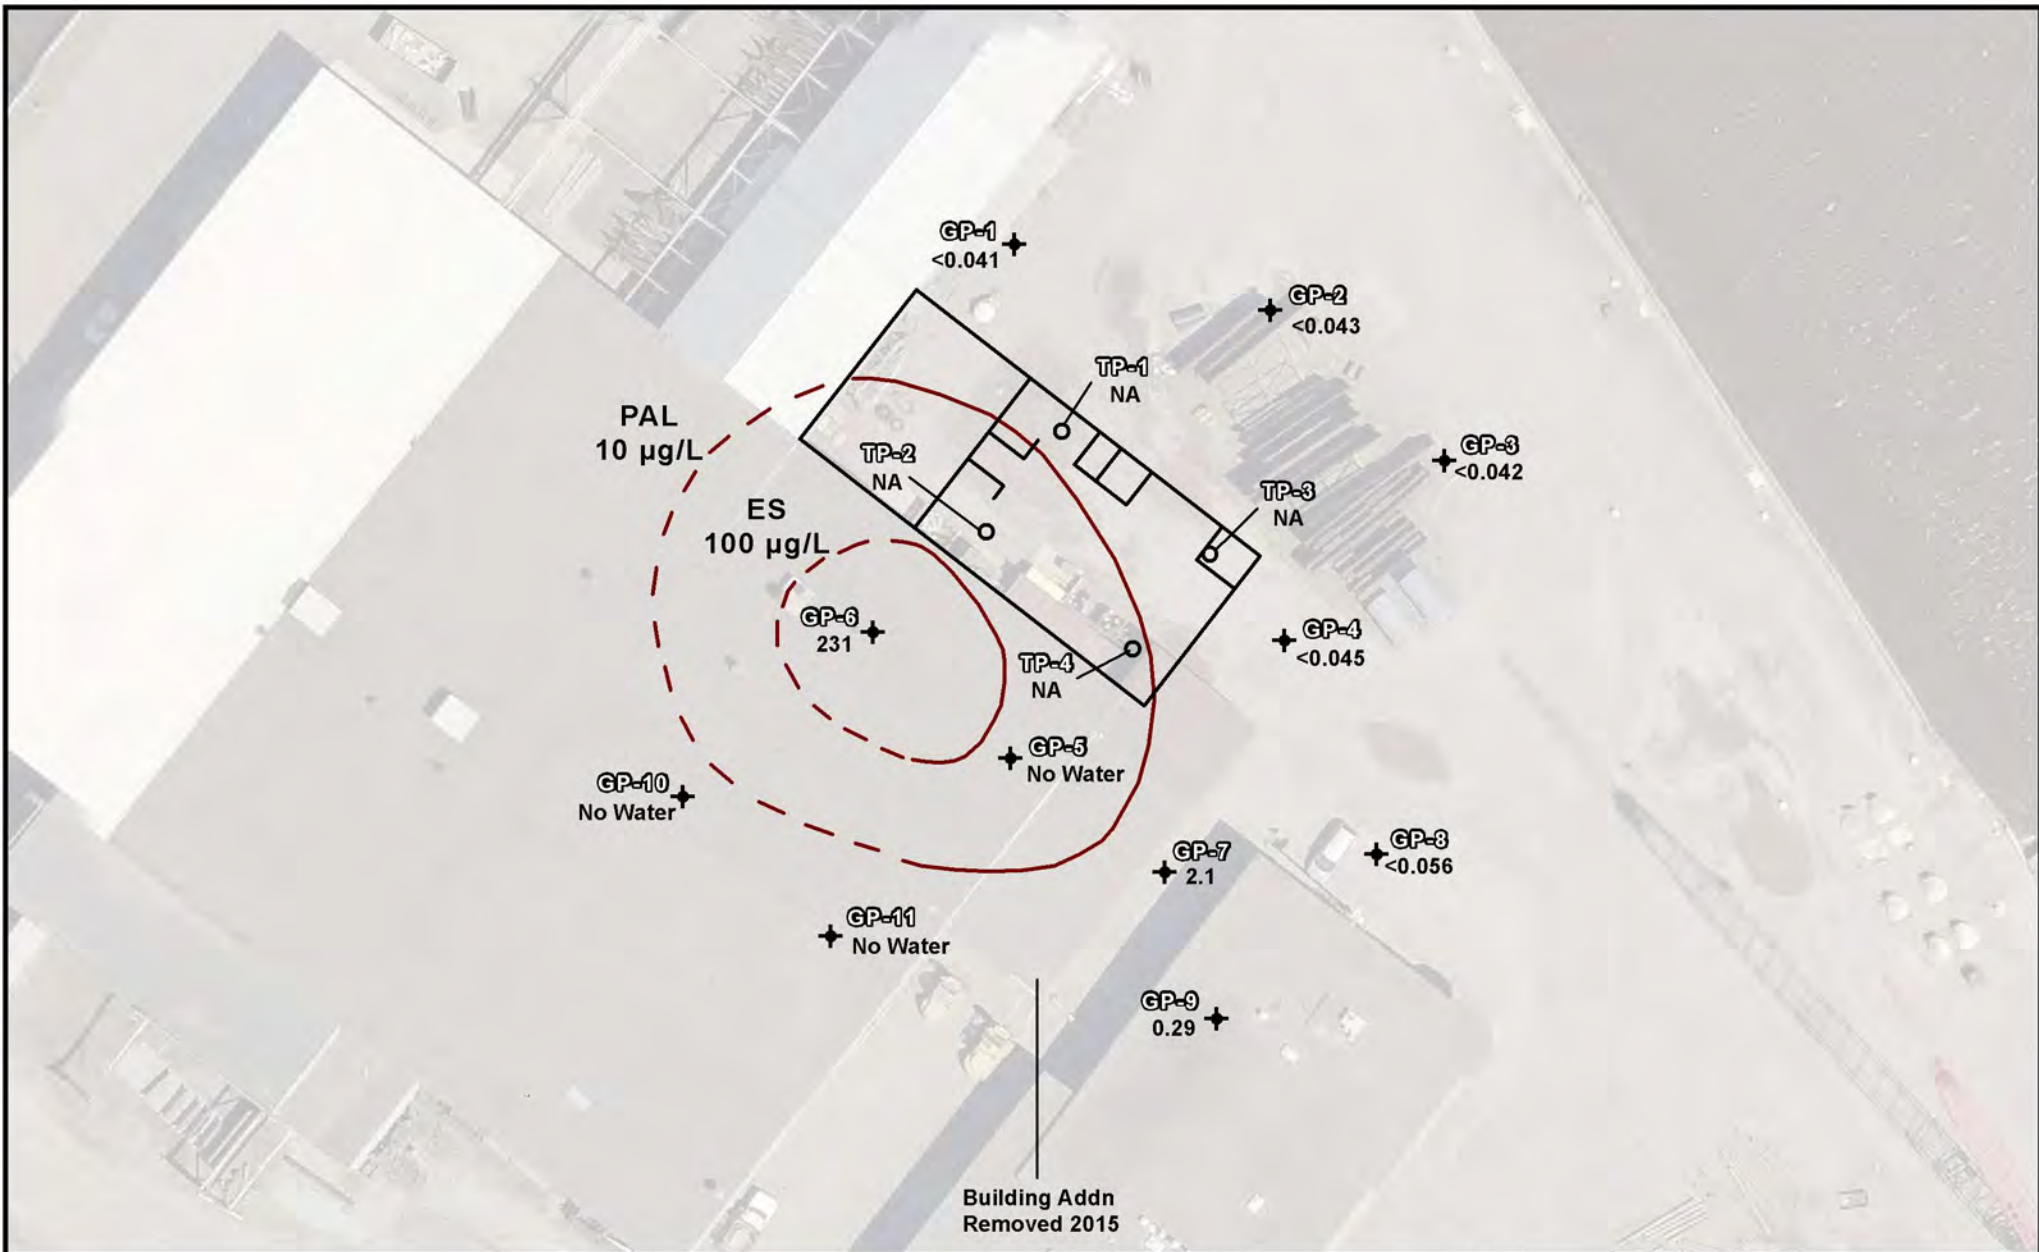 GP-1
<0.041
GP-2
<0.043
TP-1
NA
PAL
10 µg/L
GP-3
<0.042
TP-2
NA
TP-3
NA
ES
100 µg/L
GP-6
231
GP-4
<0.045
TP-4
NA
GP-5
No Water
GP-10
No Water
GP-7
2.1
GP-8
<0.056
GP-11
No Water
GP-9
0.29
Building Addn
Removed 2015